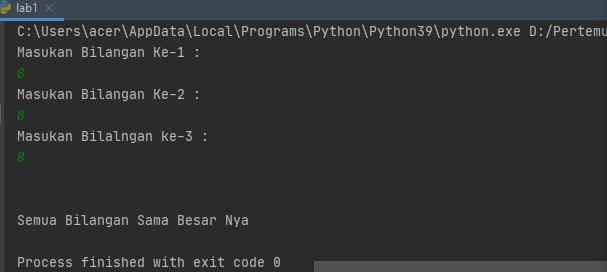 lab1
C:\Users\acer\AppData\Local\Programs\Python\Python39\python.exe D:/Pertemu
Masukan Bilangan Ke-1 :
8
Masukan Bilangan Ke-2 :
8
Masukan Bilalngan ke-3 :
8
Semua Bilangan Sama Besar Nya
Process finished with exit code 0